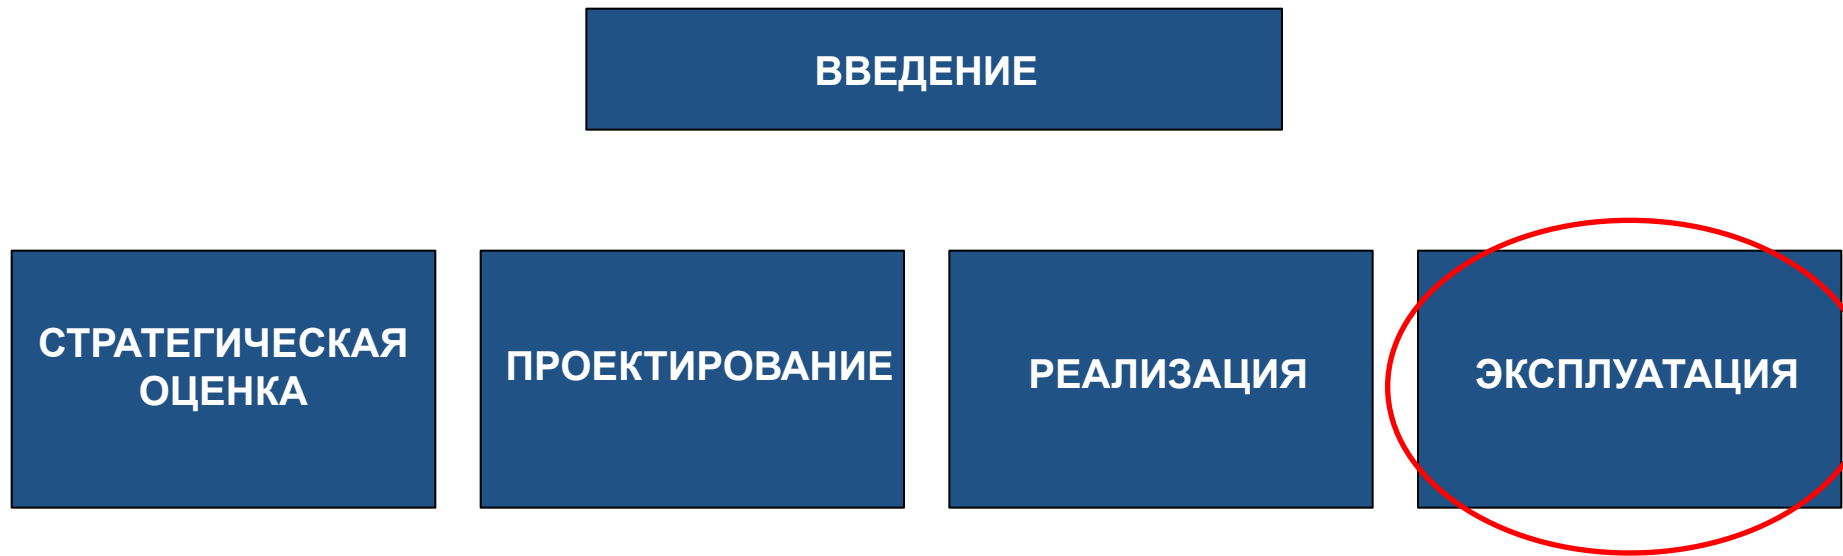 ВВЕДЕНИЕ
СТРАТЕГИЧЕСКАЯ
ОЦЕНКА
ПРОЕКТИРОВАНИЕ
РЕАЛИЗАЦИЯ
ЭКСПЛУАТАЦИЯ